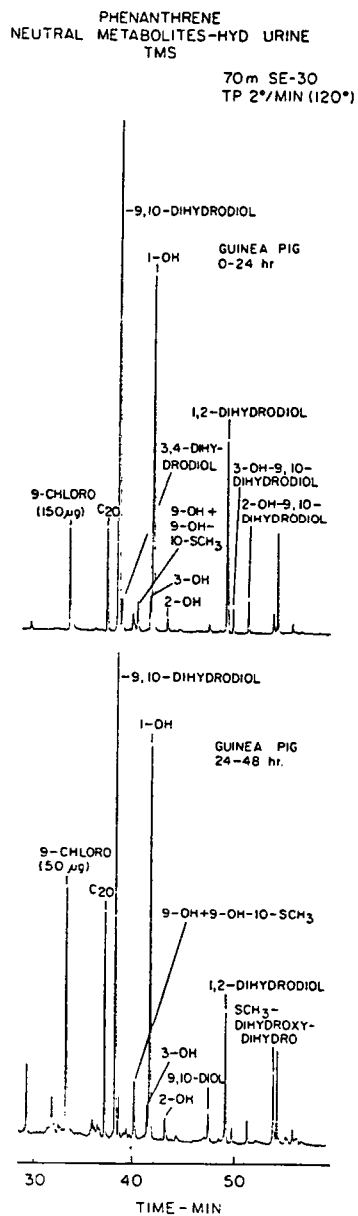 PHENANTHRENE
NEUTRAL METABOLITES-HYD URINE
TMS
70m SE-30
TP 2°/MIN (120°)
-9,10-DIHYDRODIOL
1-OH
GUINEA PIG
0-24 hr
1,2-DIHYDRODIOL
3,4-DIHY-
DRODIOL
3-OH-9,10-
DIHYDRODIOL
9-CHLORO
(150μg)
C20
9-OH +
9-OH-
10-SCH3
2-OH-9,10-
DIHYDRODIOL
3-OH
2-OH
-9,10-DIHYDRODIOL
1-OH
GUINEA PIG
24-48 hr.
9-CHLORO
(50 μg)
C20
9-OH+9-OH-10-SCH3
1,2-DIHYDRODIOL
SCH3-
DIHYDROXY-
DIHYDRO
3-OH
9,10-DIOL
2-OH
30 40 50
TIME-MIN